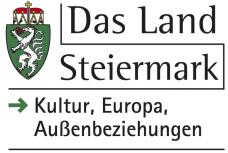 Das Land
Steiermark
→ Kultur, Europa,
Außenbeziehungen